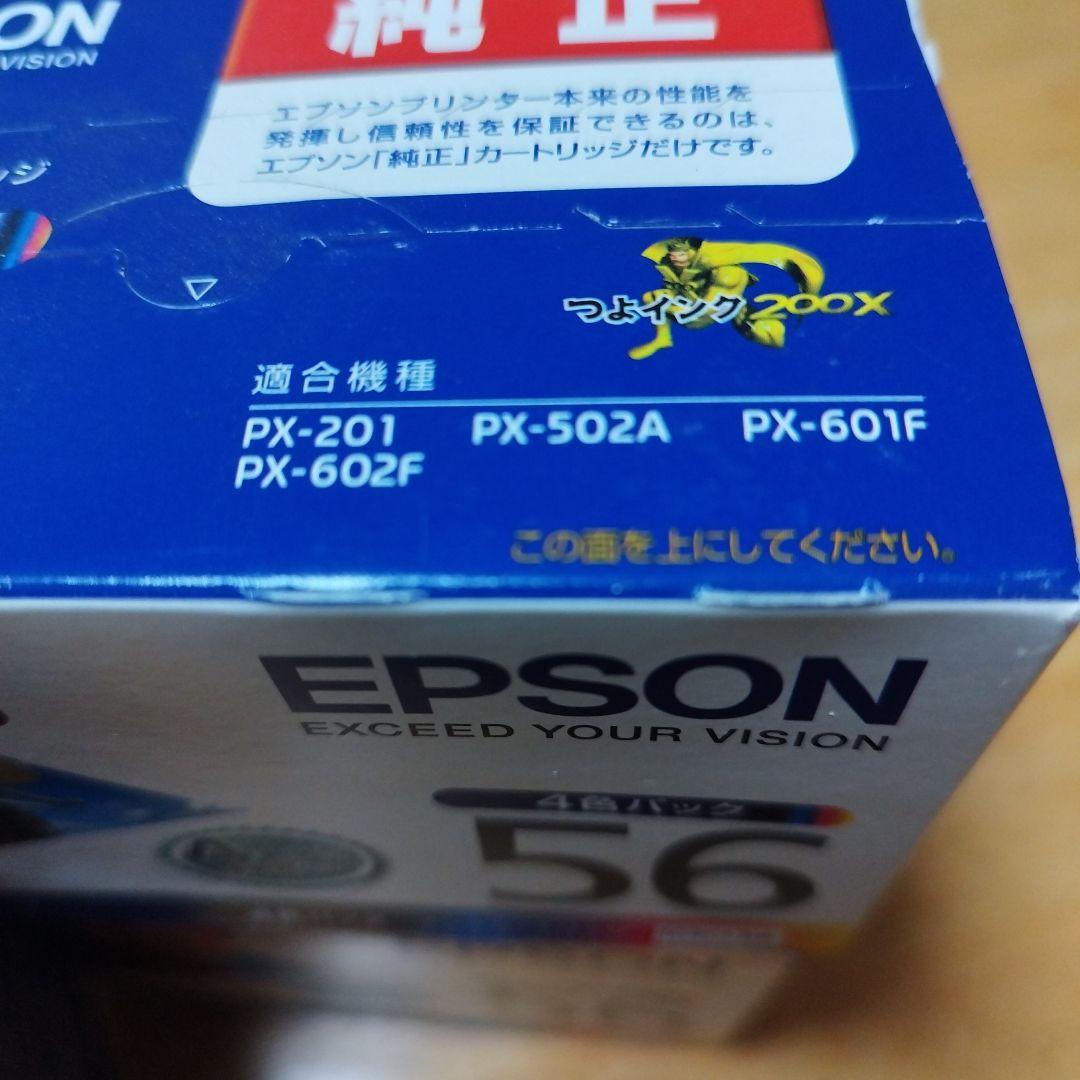 ON
VISION
純正
エプソンプリンター本来の性能を
発揮し信頼性を保証できるのは、
エプソン「純正」カートリッジだけです。
ッジ
つよインク200X
適合機種
PX-201 PX-502A PX-601F
PX-602F
この面を上にしてください。
EPSON
EXCEED YOUR VISION
4色パック
56